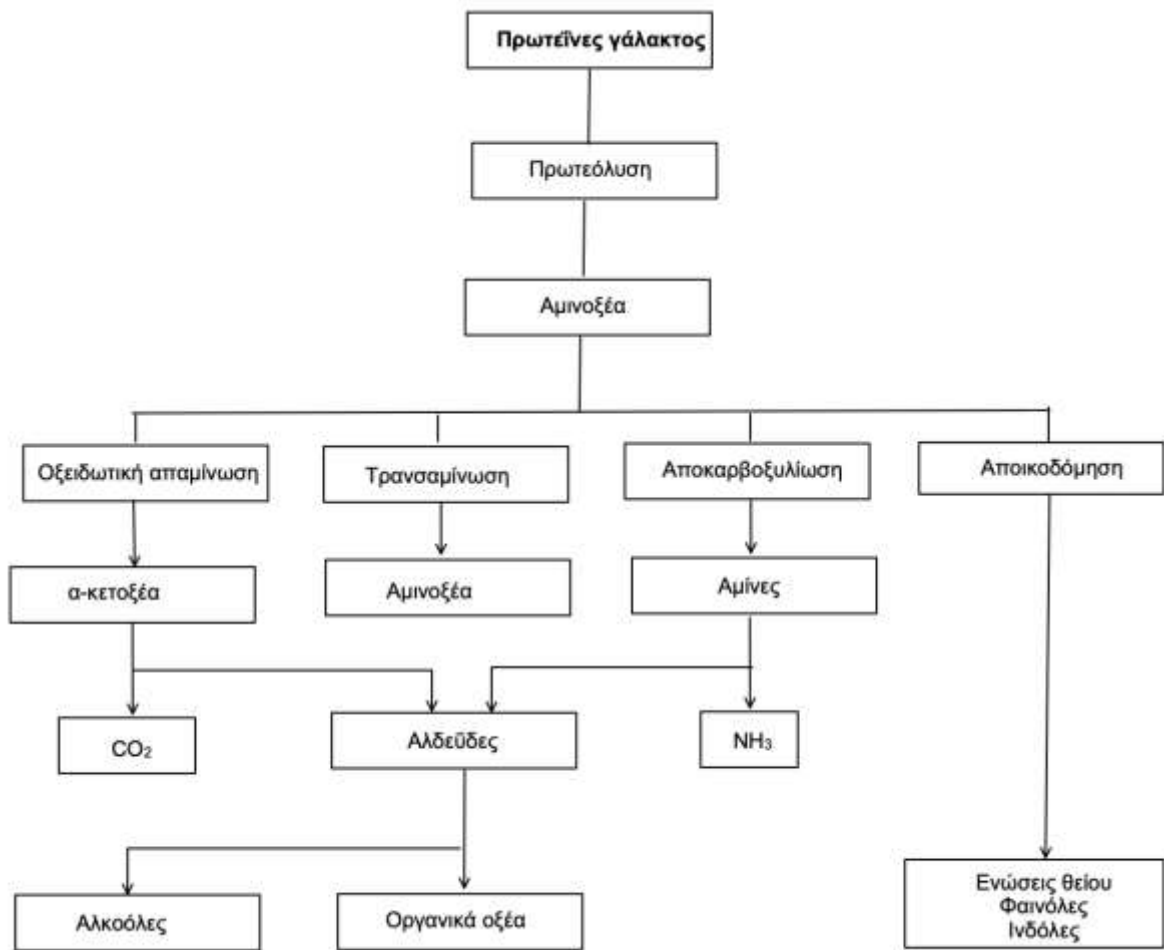 Πρωτεΐνες γάλακτος
Πρωτεόλυση
Αμινοξέα
Οξειδωτική απαμίνωση
Τρανσαμίνωση
Αποκαρβοξυλίωση
Αποικοδόμηση
α-κετοξέα
Αμινοξέα
Αμίνες
CO₂
Αλδεΰδες
NH₃
Αλκοόλες
Οργανικά οξέα
Ενώσεις θείου
Φαινόλες
Ινδόλες